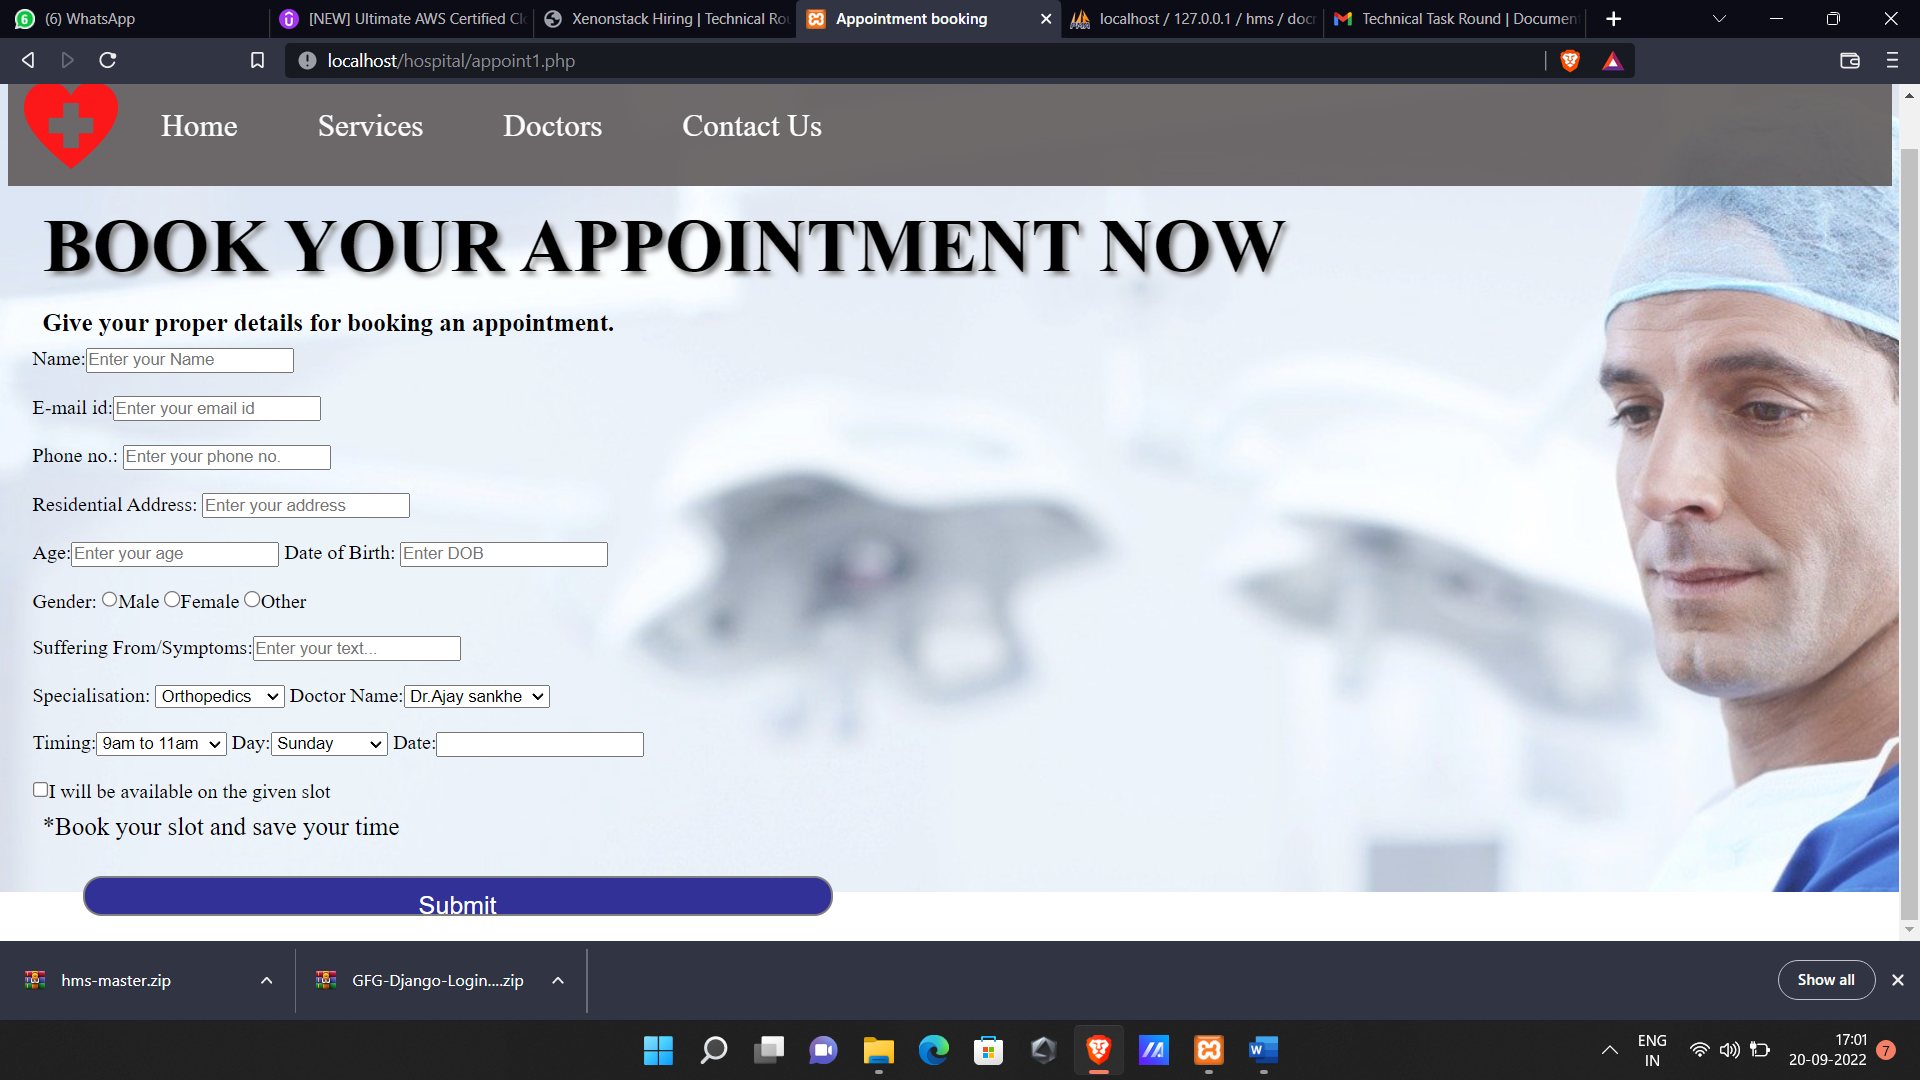 (6) WhatsApp
[NEW] Ultimate AWS Certified Cl
Xenonstack Hiring | Technical Rou
Appointment booking
localhost / 127.0.0.1 / hms / doct
Technical Task Round | Document
localhost/hospital/appoint1.php
Home Services Doctors Contact Us
BOOK YOUR APPOINTMENT NOW
Give your proper details for booking an appointment.
Name: Enter your Name
E-mail id: Enter your email id
Phone no.: Enter your phone no.
Residential Address: Enter your address
Age: Enter your age Date of Birth: Enter DOB
Gender: Male Female Other
Suffering From/Symptoms: Enter your text...
Specialisation: Orthopedics Doctor Name: Dr.Ajay sankhe
Timing: 9am to 11am Day: Sunday Date:
I will be available on the given slot
*Book your slot and save your time
Submit
hms-master.zip
GFG-Django-Login....zip
Show all
ENG
IN
17:01
20-09-2022
7